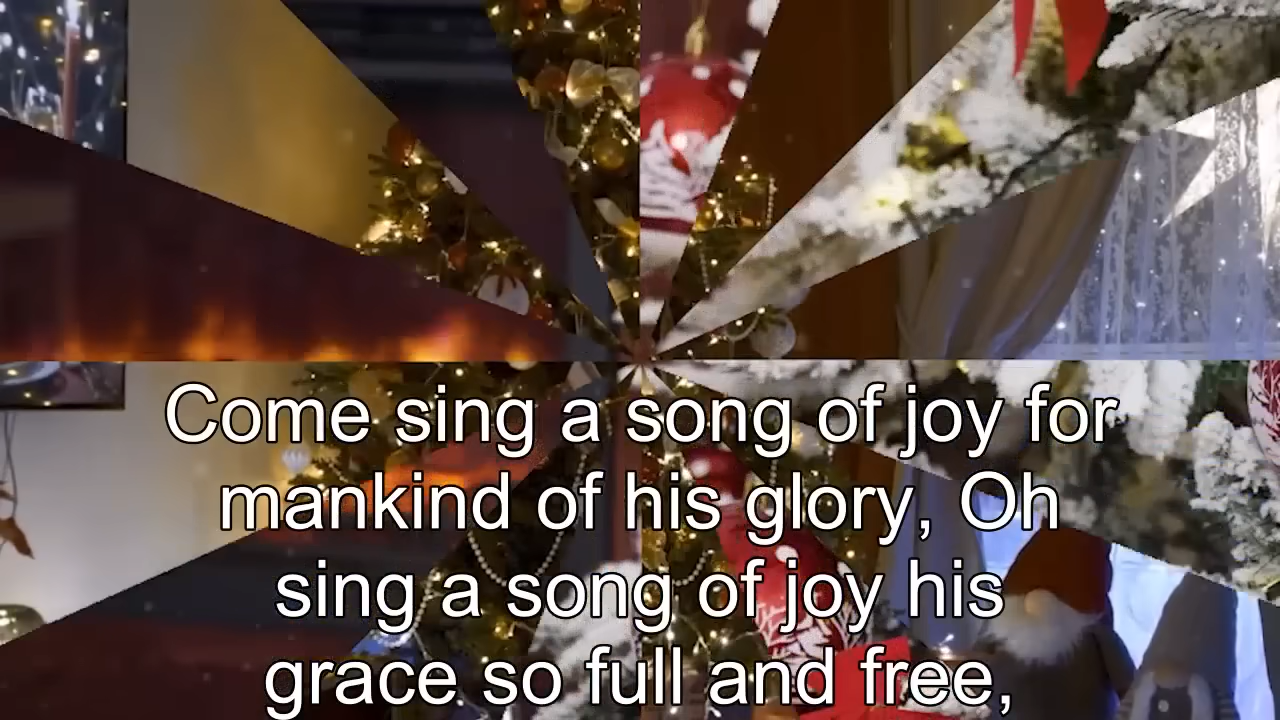 Come sing a song of joy for
mankind of his glory, Oh
sing a song of joy his
grace so full and free,